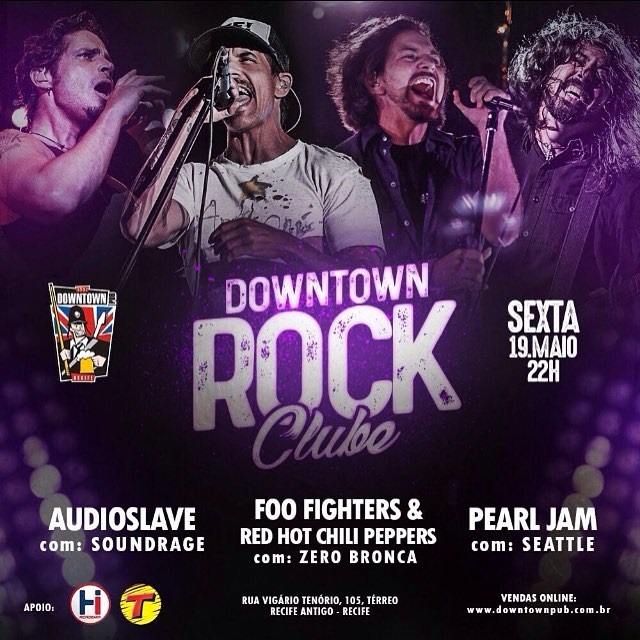 DOWNTOWN
ROCK
Clube
DOWNTOWN
RECIFE
SEXTA
19.MAIO
22H
AUDIOSLAVE
com: SOUNDRAGE
FOO FIGHTERS &
RED HOT CHILI PEPPERS
com: ZERO BRONCA
PEARL JAM
com: SEATTLE
APOIO:
Hi
T
RUA VIGÁRIO TENÓRIO, 105, TÉRREO
RECIFE ANTIGO - RECIFE
VENDAS ONLINE:
www.downtownpub.com.br